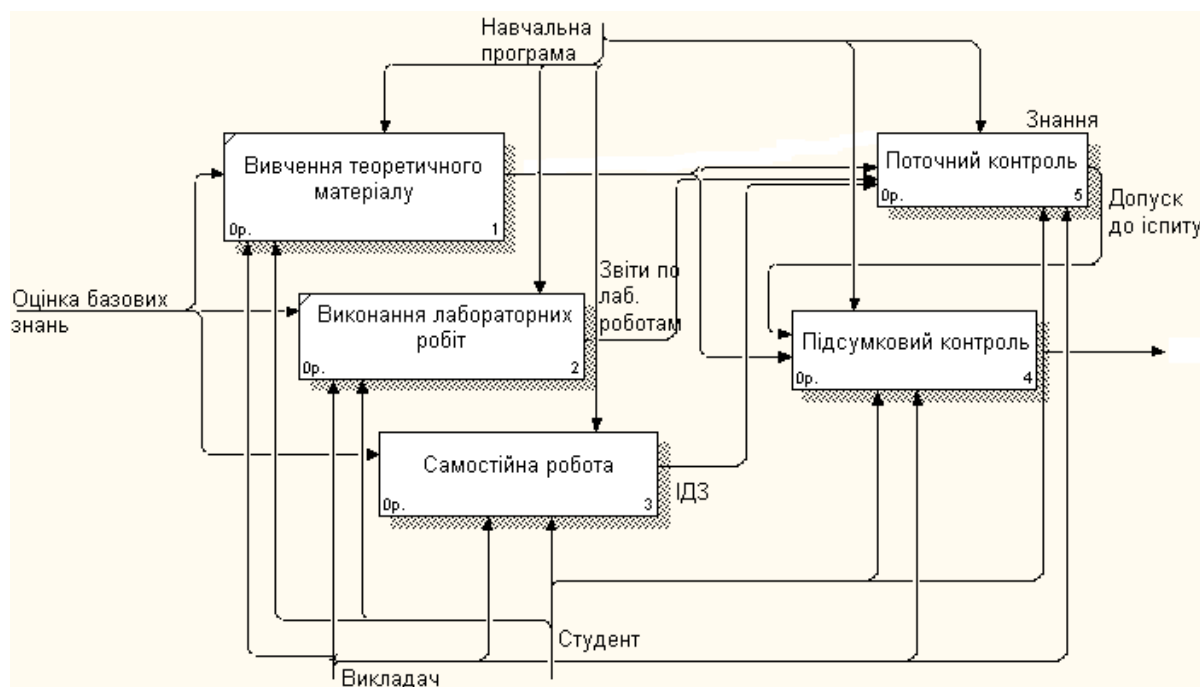 Навчальна
програма
Знання
Вивчення теоретичного
матеріалу
0р.
1
Поточний контроль
0р.
5
Допуск
до іспиту
Оцінка базових
знань
Виконання лабораторних
робіт
0р.
2
Звіти по
лаб.
роботам
Підсумковий контроль
0р.
4
Самостійна робота
0р.
3
ІДЗ
Студент
Викладач